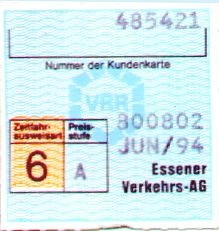 485421
Nummer der Kundenkarte
VRR
Zeitfahr-
ausweisart
Preis-
stufe
800802
6
A
JUN/94
Essener
Verkehrs-AG